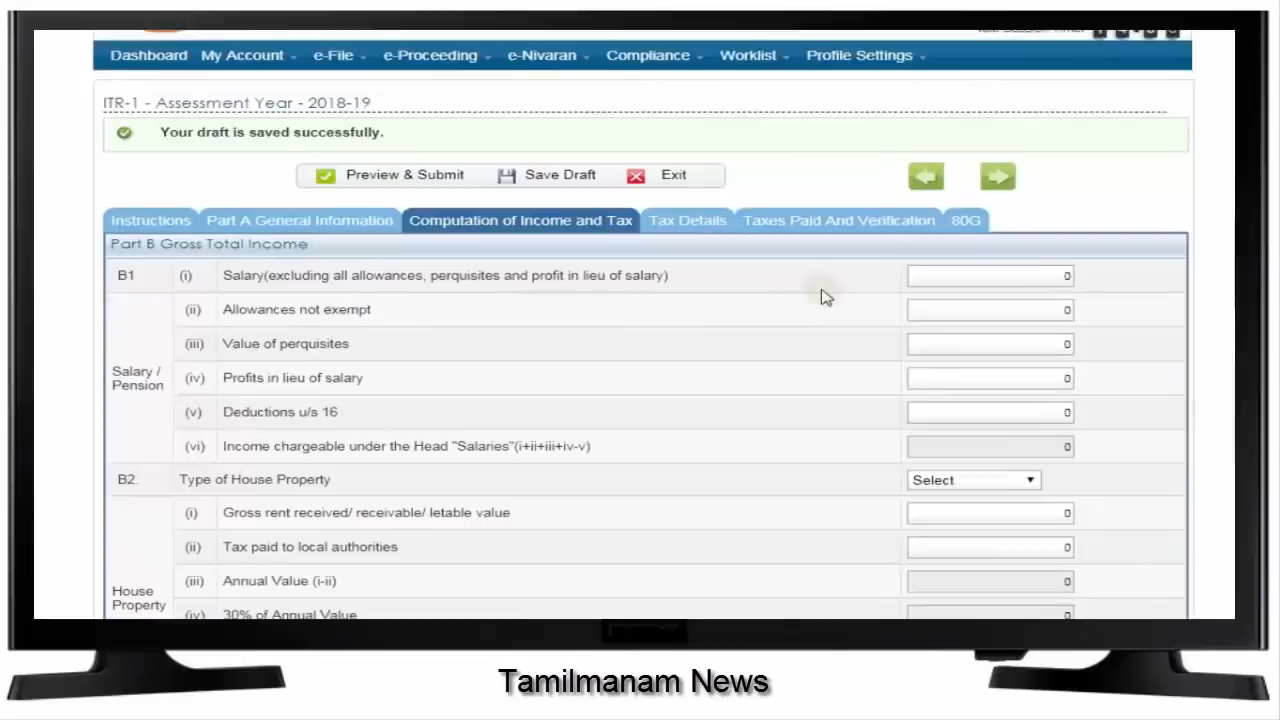 Dashboard My Account e-File e-Proceeding e-Nivaran Compliance Worklist Profile Settings
ITR-1 - Assessment Year - 2018-19
Your draft is saved successfully.
Preview & Submit Save Draft Exit
Instructions Part A General Information Computation of Income and Tax Tax Details Taxes Paid And Verification 80G
Part B Gross Total Income
B1 (i) Salary(excluding all allowances, perquisites and profit in lieu of salary) 0
(ii) Allowances not exempt 0
(iii) Value of perquisites 0
Salary / Pension
(iv) Profits in lieu of salary 0
(v) Deductions u/s 16 0
(vi) Income chargeable under the Head "Salaries"(i+ii+iii+iv-v) 0
B2. Type of House Property Select
(i) Gross rent received/ receivable/ letable value 0
(ii) Tax paid to local authorities 0
(iii) Annual Value (i-ii) 0
House Property
(iv) 30% of Annual Value 0
Tamilmanam News